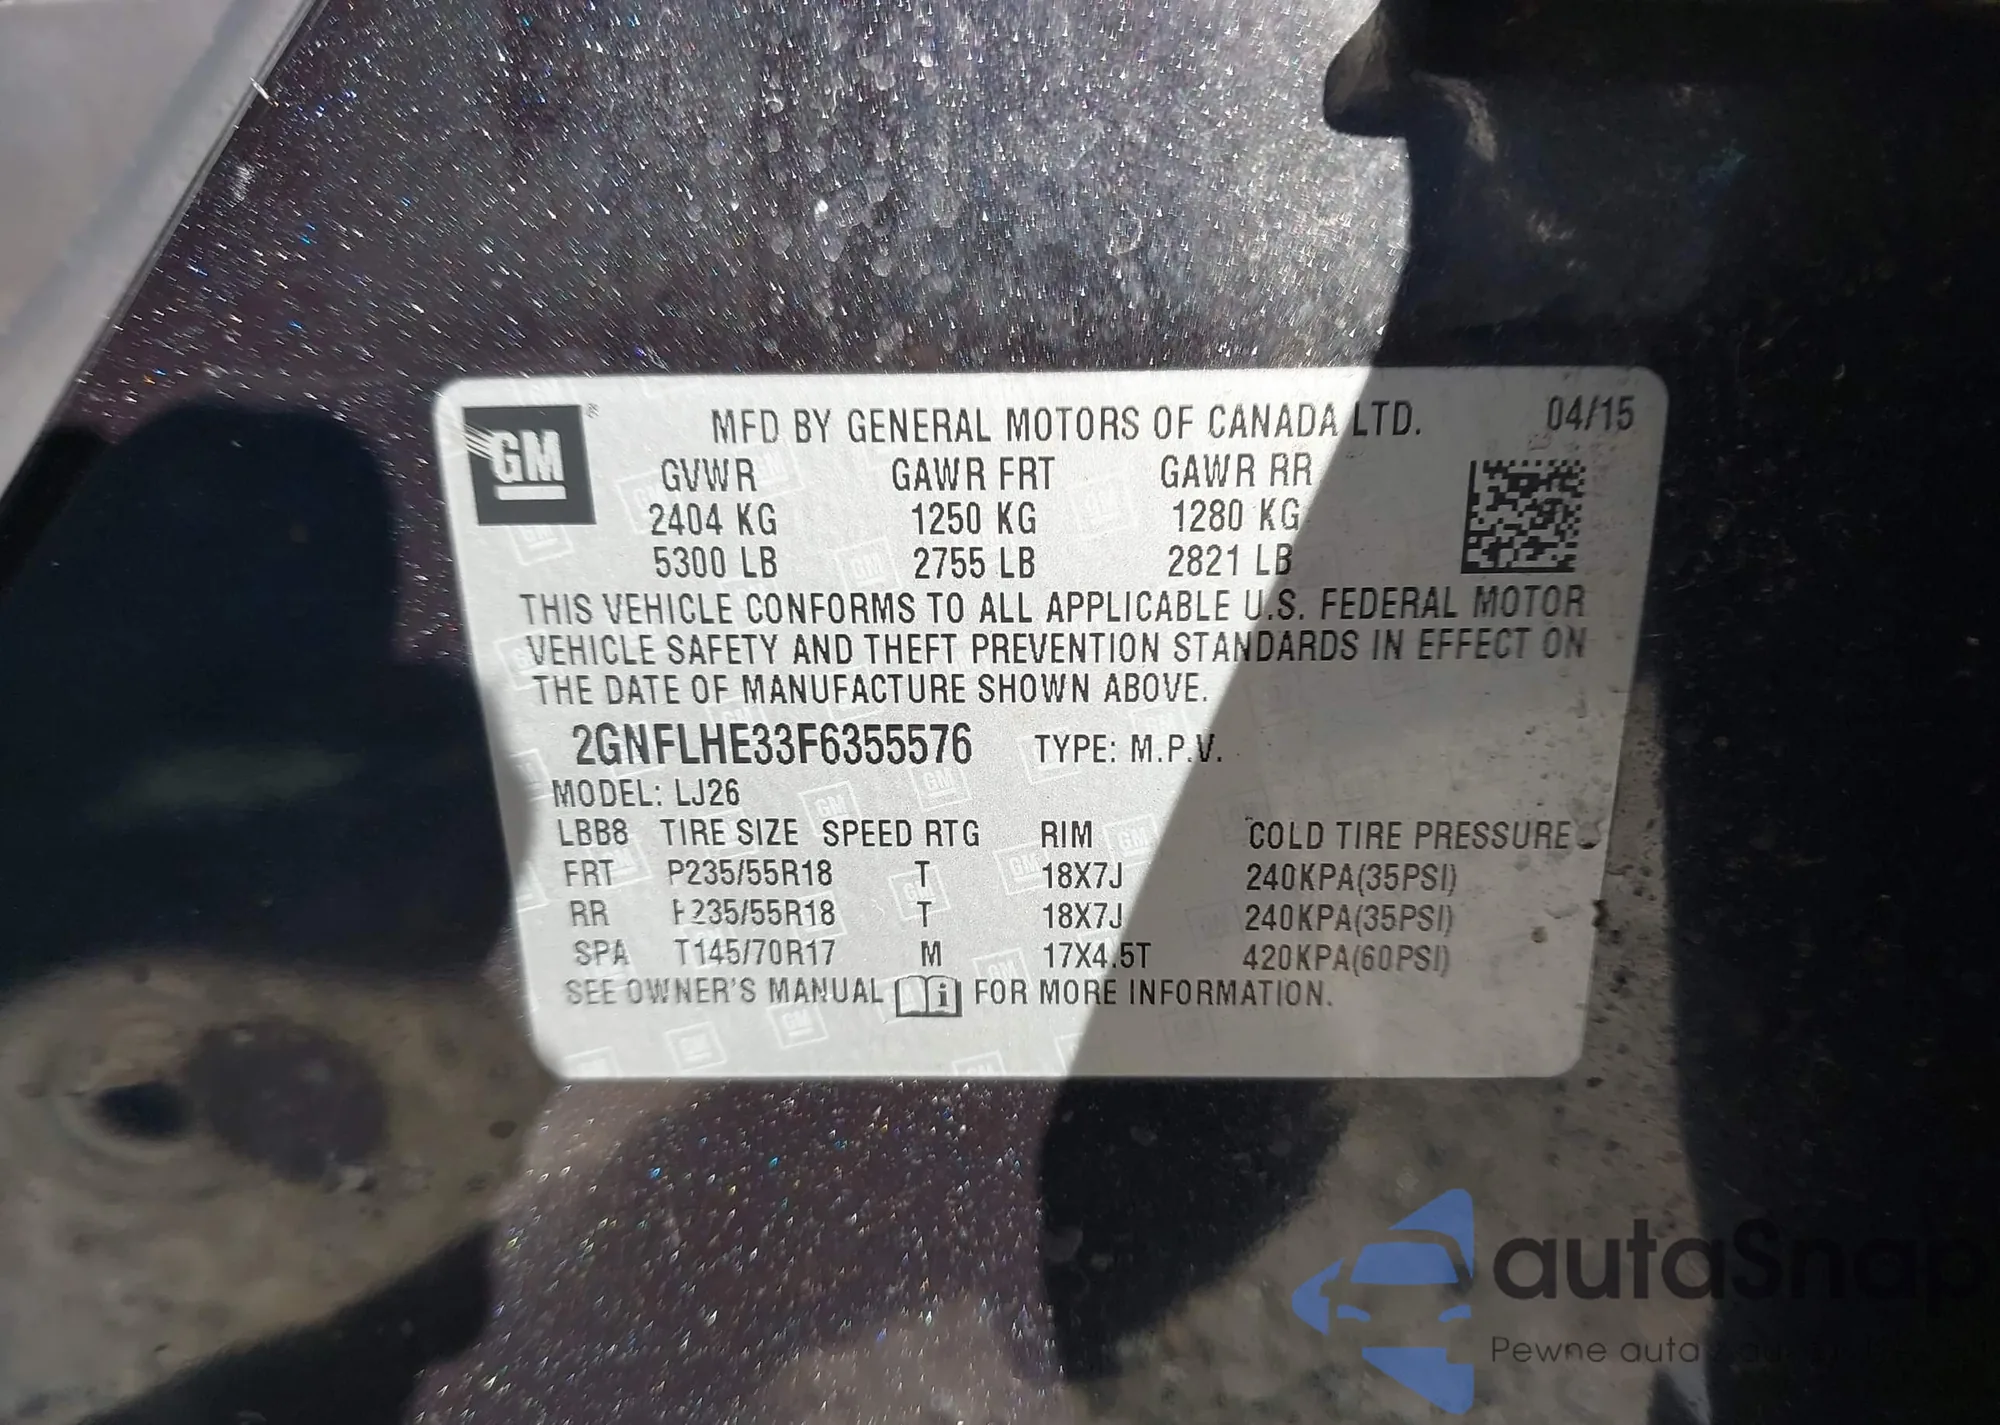 GM ® MFD BY GENERAL MOTORS OF CANADA LTD. 04/15
GVWR GAWR FRT GAWR RR
2404 KG 1250 KG 1280 KG
5300 LB 2755 LB 2821 LB
THIS VEHICLE CONFORMS TO ALL APPLICABLE U.S. FEDERAL MOTOR
VEHICLE SAFETY AND THEFT PREVENTION STANDARDS IN EFFECT ON
THE DATE OF MANUFACTURE SHOWN ABOVE.
2GNFLHE33F6355576 TYPE: M.P.V.
MODEL: LJ26
LBB8 TIRE SIZE SPEED RTG RIM COLD TIRE PRESSURE
FRT P235/55R18 T 18X7J 240KPA(35PSI)
RR P235/55R18 T 18X7J 240KPA(35PSI)
SPA T145/70R17 M 17X4.5T 420KPA(60PSI)
SEE OWNER'S MANUAL i FOR MORE INFORMATION.
autaSnap
Pewne auta z